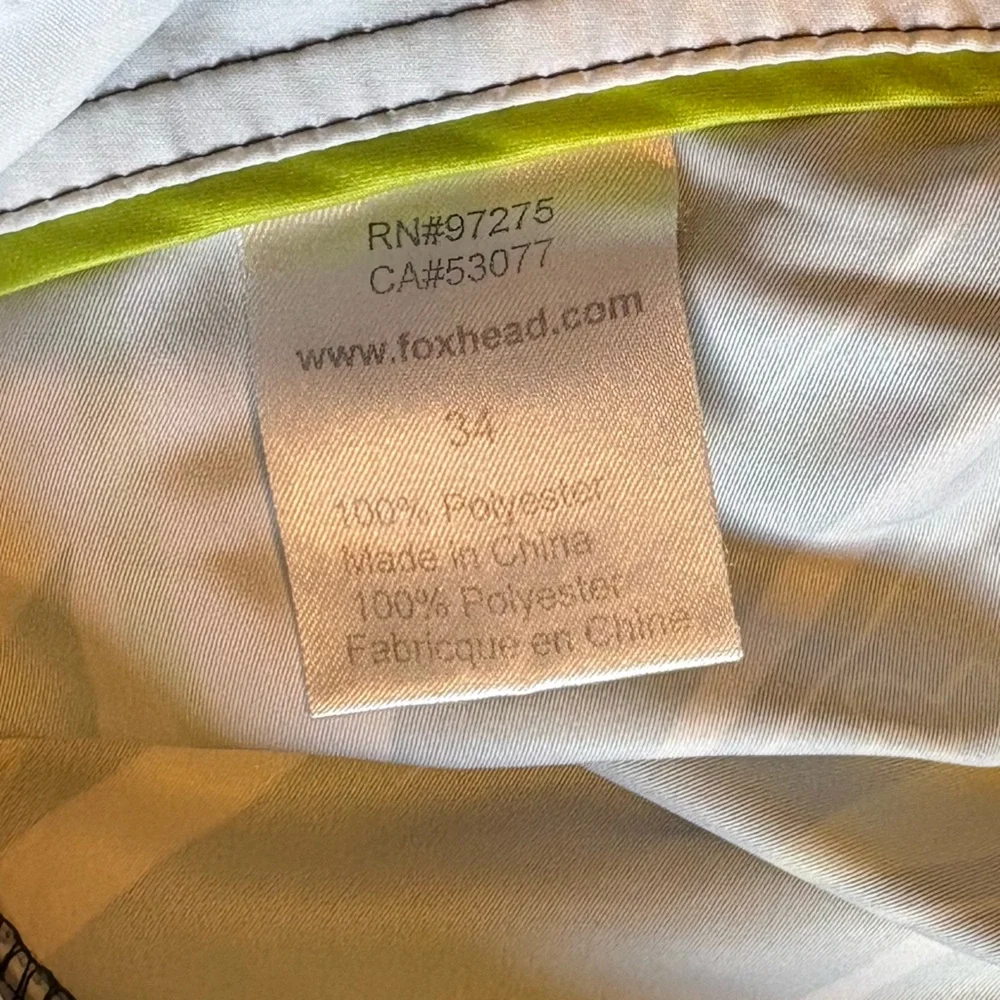 RN#97275
CA#53077
www.foxhead.com
34
100% Polyester
Made in China
100% Polyester
Fabricque en Chine